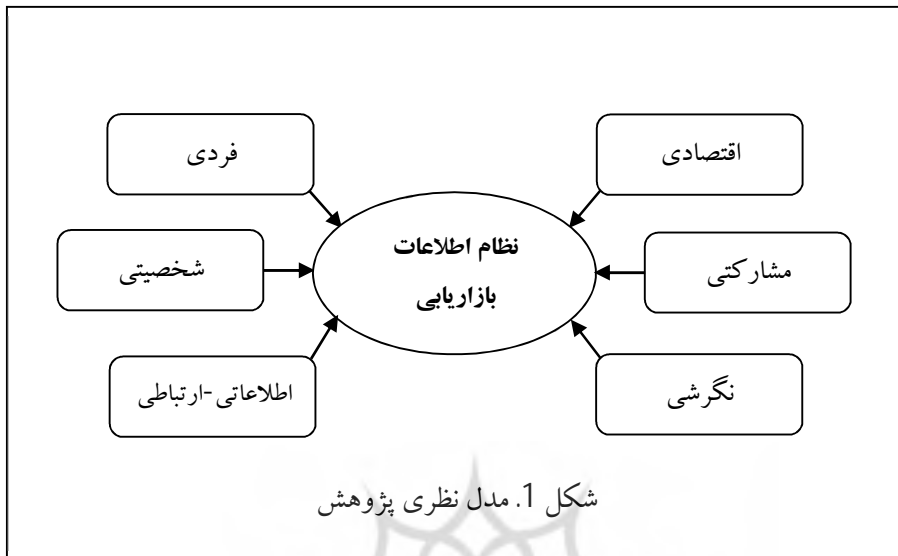 اقتصادی
فردی
نظام اطلاعات
بازاریابی
مشارکتی
شخصیتی
نگرشی
اطلاعاتی-ارتباطی
شکل 1. مدل نظری پژوهش